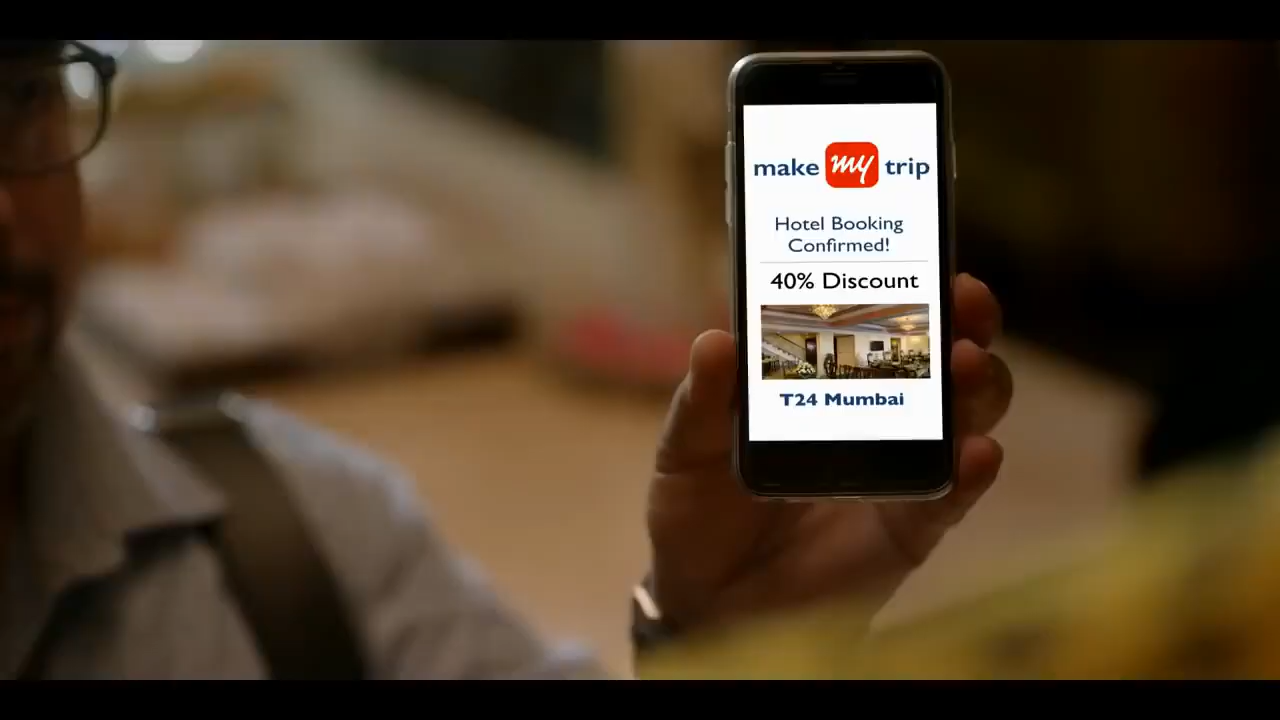 make my trip
Hotel Booking
Confirmed!
40% Discount
T24 Mumbai